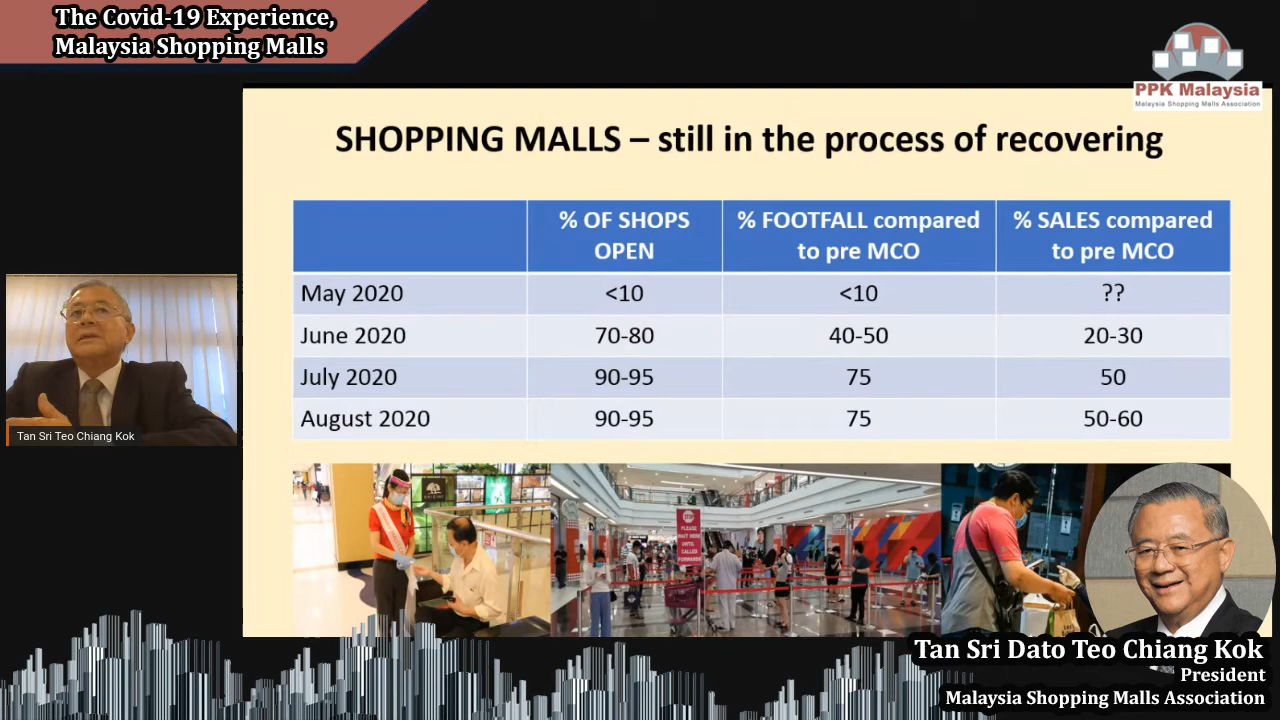 The Covid-19 Experience,
Malaysia Shopping Malls
PPK Malaysia
Malaysia Shopping Malls Association
SHOPPING MALLS – still in the process of recovering
% OF SHOPS OPEN
% FOOTFALL compared to pre MCO
% SALES compared to pre MCO
May 2020 <10 <10 ??
June 2020 70-80 40-50 20-30
July 2020 90-95 75 50
August 2020 90-95 75 50-60
Tan Sri Teo Chiang Kok
PLEASE
WAIT HERE
UNTIL
CALLED
FORWARD
Tan Sri Dato Teo Chiang Kok
President
Malaysia Shopping Malls Association